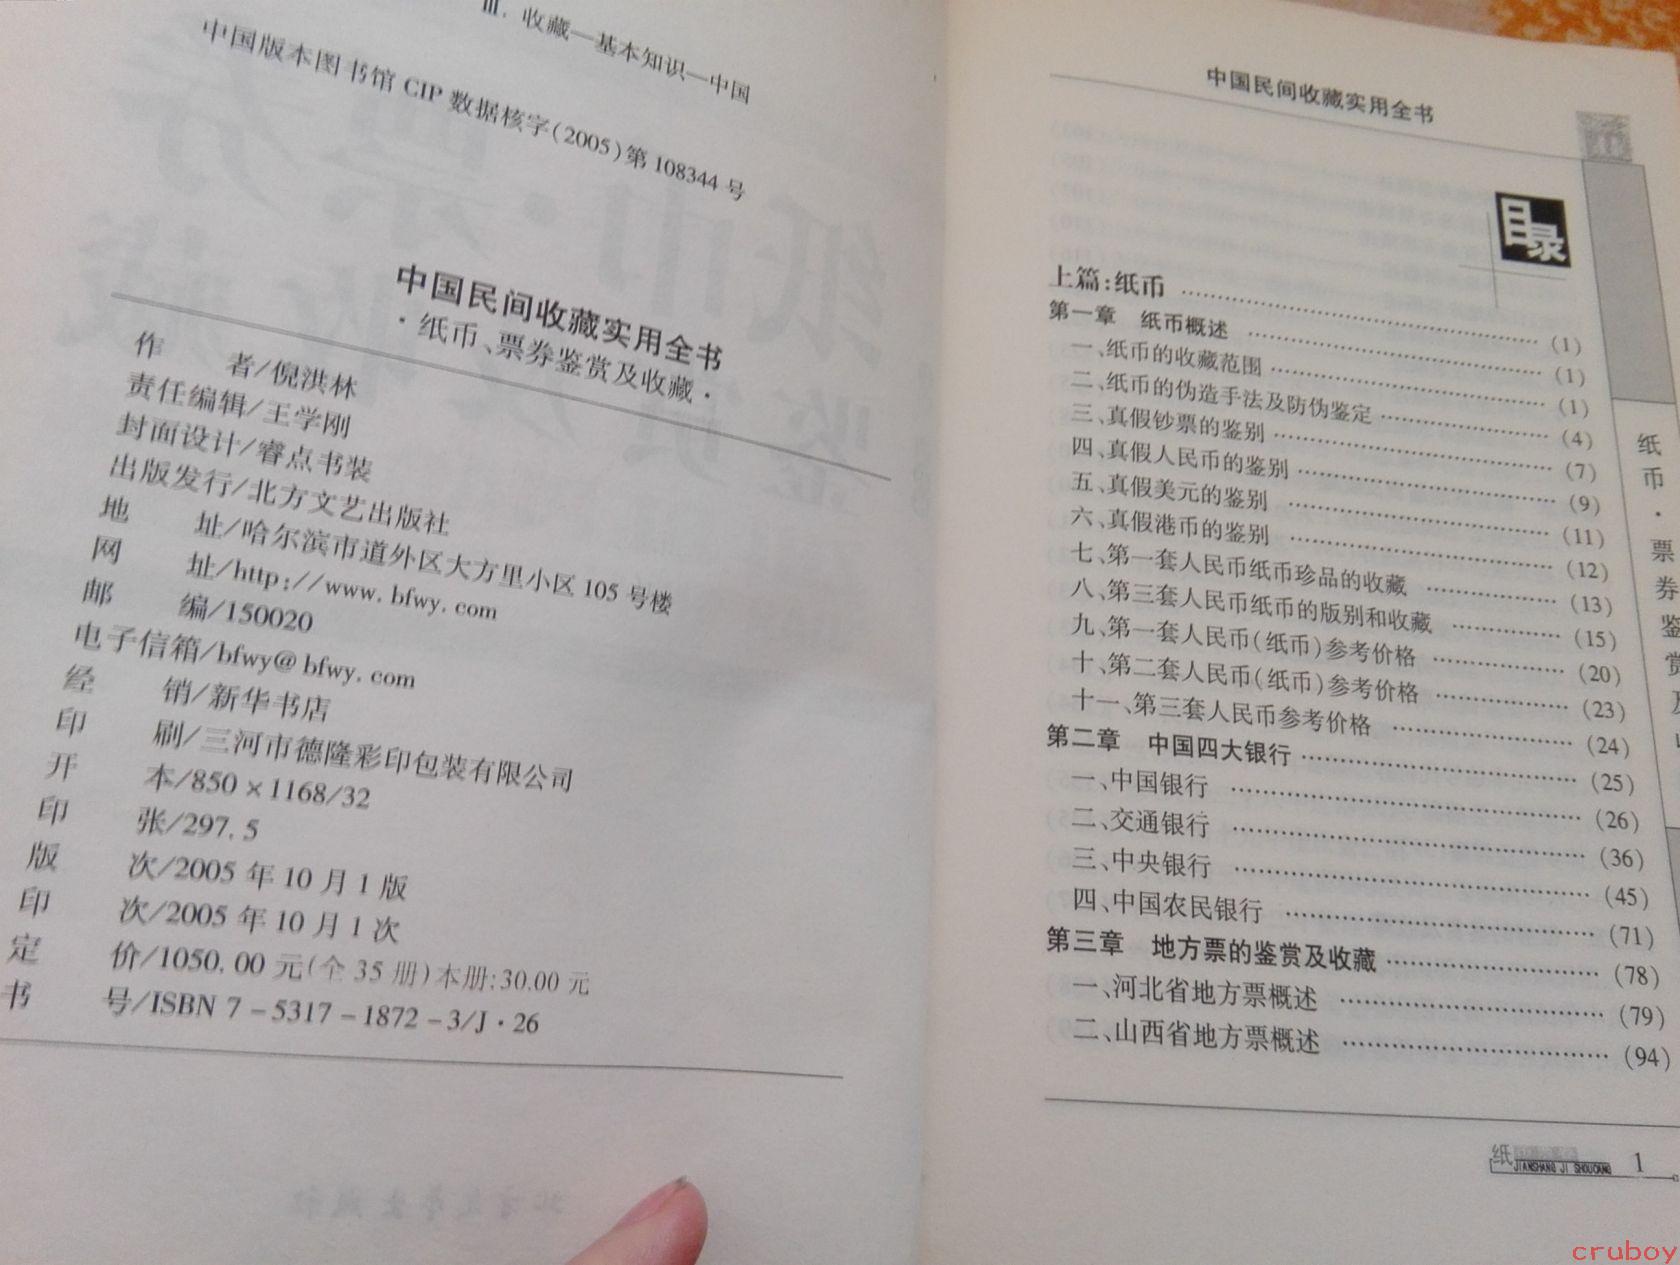 Ⅲ. 收藏—基本知识—中国
中国版本图书馆 CIP 数据核字(2005)第 108344 号
中国民间收藏实用全书
·纸币、票券鉴赏及收藏·
作 者/倪洪林
责任编辑/王学刚
封面设计/睿点书装
出版发行/北方文艺出版社
地 址/哈尔滨市道外区大方里小区 105 号楼
网 址/http://www.bfwy.com
邮 编/150020
电子信箱/bfwy@bfwy.com
经 销/新华书店
印 刷/三河市德隆彩印包装有限公司
开 本/850×1168/32
印 张/297.5
版 次/2005 年 10 月 1 版
印 次/2005 年 10 月 1 次
定 价/1050.00 元(全 35 册)本册:30.00 元
书 号/ISBN 7-5317-1872-3/J·26
中国民间收藏实用全书
目录
上篇:纸币 ………… (1)
第一章 纸币概述 ………… (1)
一、纸币的收藏范围 ………… (1)
二、纸币的伪造手法及防伪鉴定 ………… (4)
三、真假钞票的鉴别 ………… (7)
四、真假人民币的鉴别 ………… (9)
五、真假美元的鉴别 ………… (11)
六、真假港币的鉴别 ………… (12)
七、第一套人民币纸币珍品的收藏 ………… (13)
八、第三套人民币纸币的版别和收藏 ………… (15)
九、第一套人民币(纸币)参考价格 ………… (20)
十、第二套人民币(纸币)参考价格 ………… (23)
十一、第三套人民币参考价格 ………… (24)
第二章 中国四大银行 ………… (25)
一、中国银行 ………… (26)
二、交通银行 ………… (36)
三、中央银行 ………… (45)
四、中国农民银行 ………… (71)
第三章 地方票的鉴赏及收藏 ………… (78)
一、河北省地方票概述 ………… (79)
二、山西省地方票概述 ………… (94)
纸币·票券鉴赏及
纸
JIANSHANG JI SHOUCANG
1
cruboy